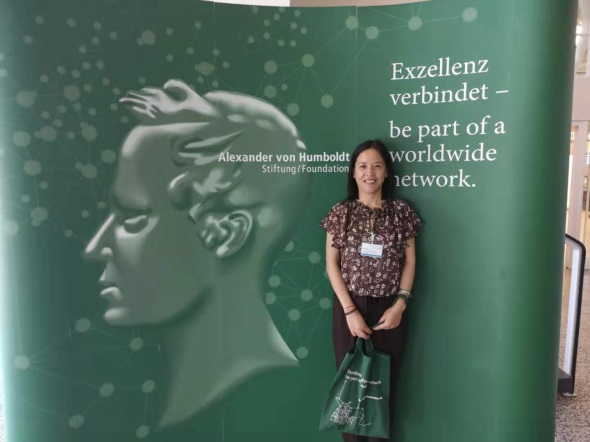 Exzellenz
verbindet –
be part of a
worldwide
network.
Alexander von Humboldt
Stiftung/Foundation